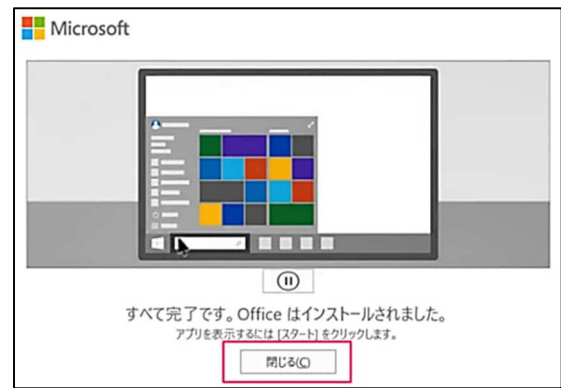 Microsoft
すべて完了です。Office はインストールされました。
アプリを表示するには [スタート] をクリックします。
閉じる(C)